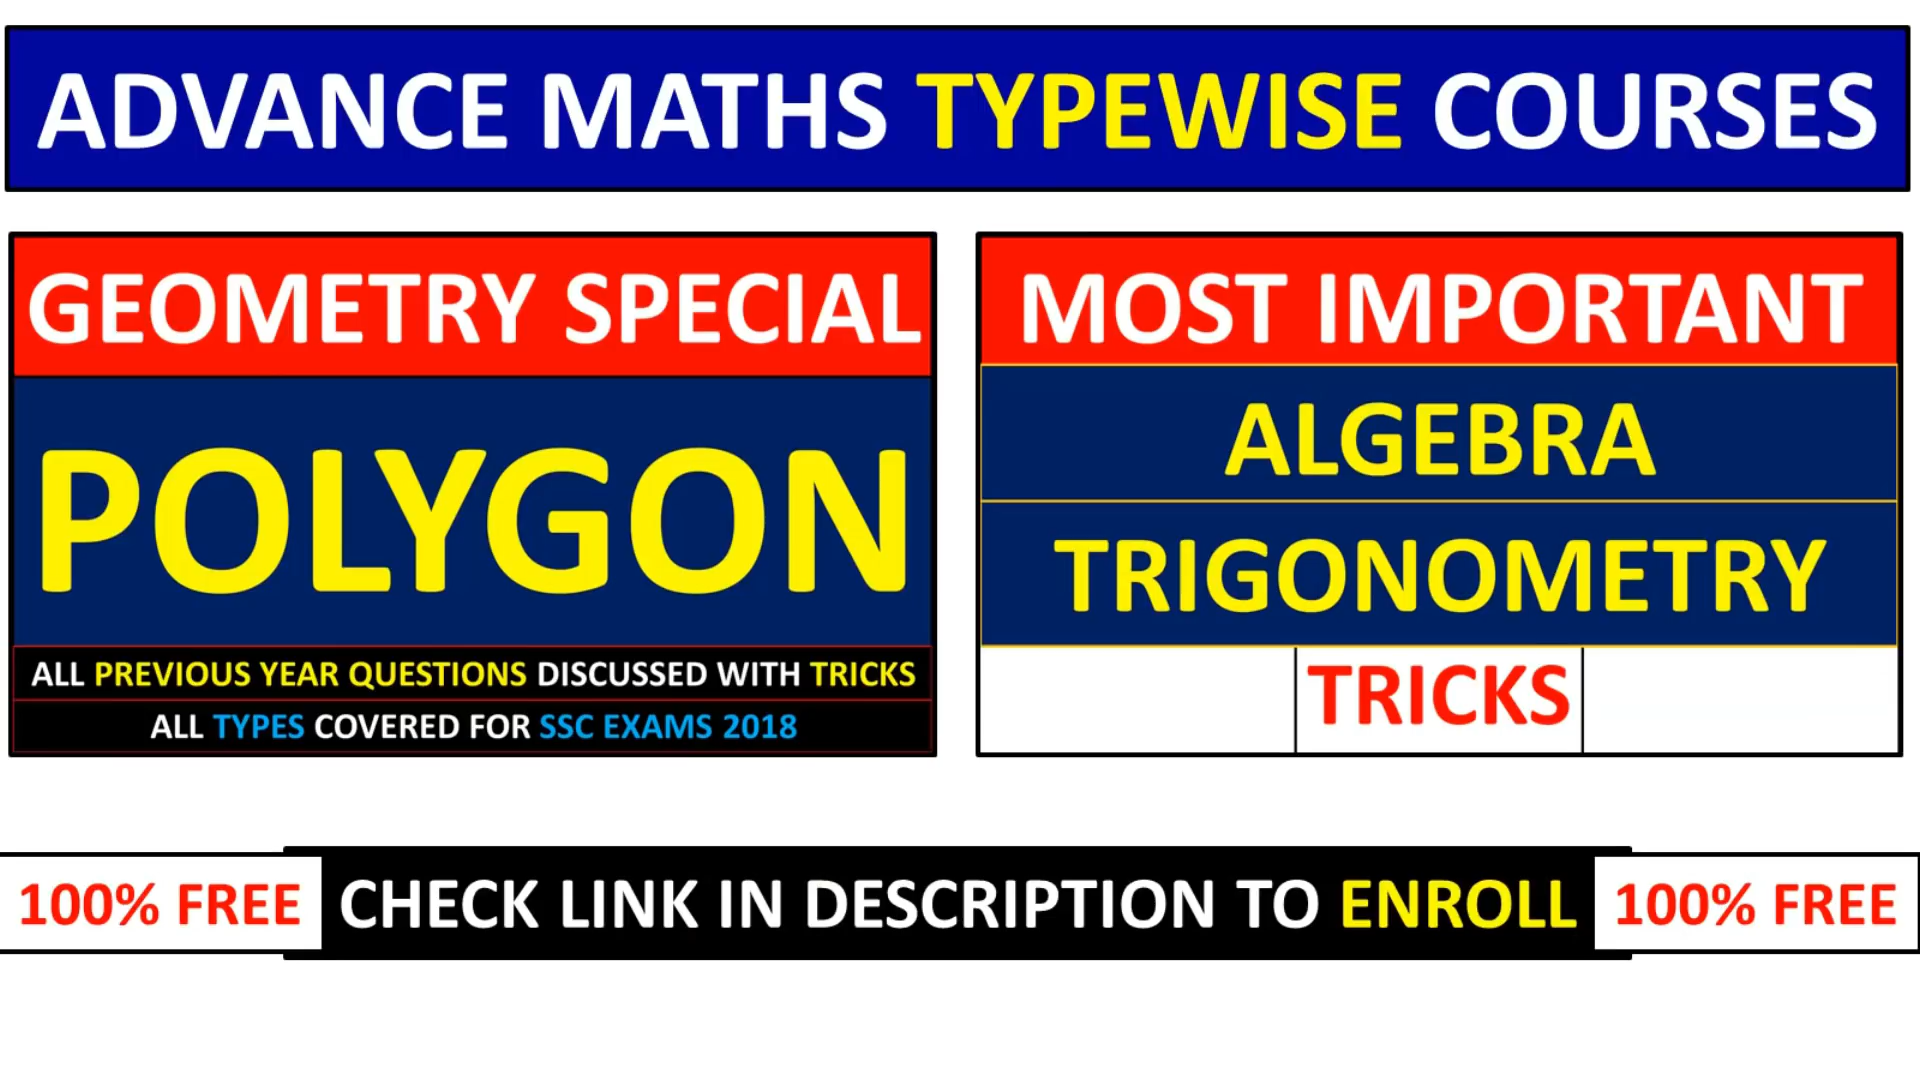 ADVANCE MATHS TYPEWISE COURSES
GEOMETRY SPECIAL
POLYGON
ALL PREVIOUS YEAR QUESTIONS DISCUSSED WITH TRICKS
ALL TYPES COVERED FOR SSC EXAMS 2018
MOST IMPORTANT
ALGEBRA
TRIGONOMETRY
TRICKS
100% FREE CHECK LINK IN DESCRIPTION TO ENROLL 100% FREE